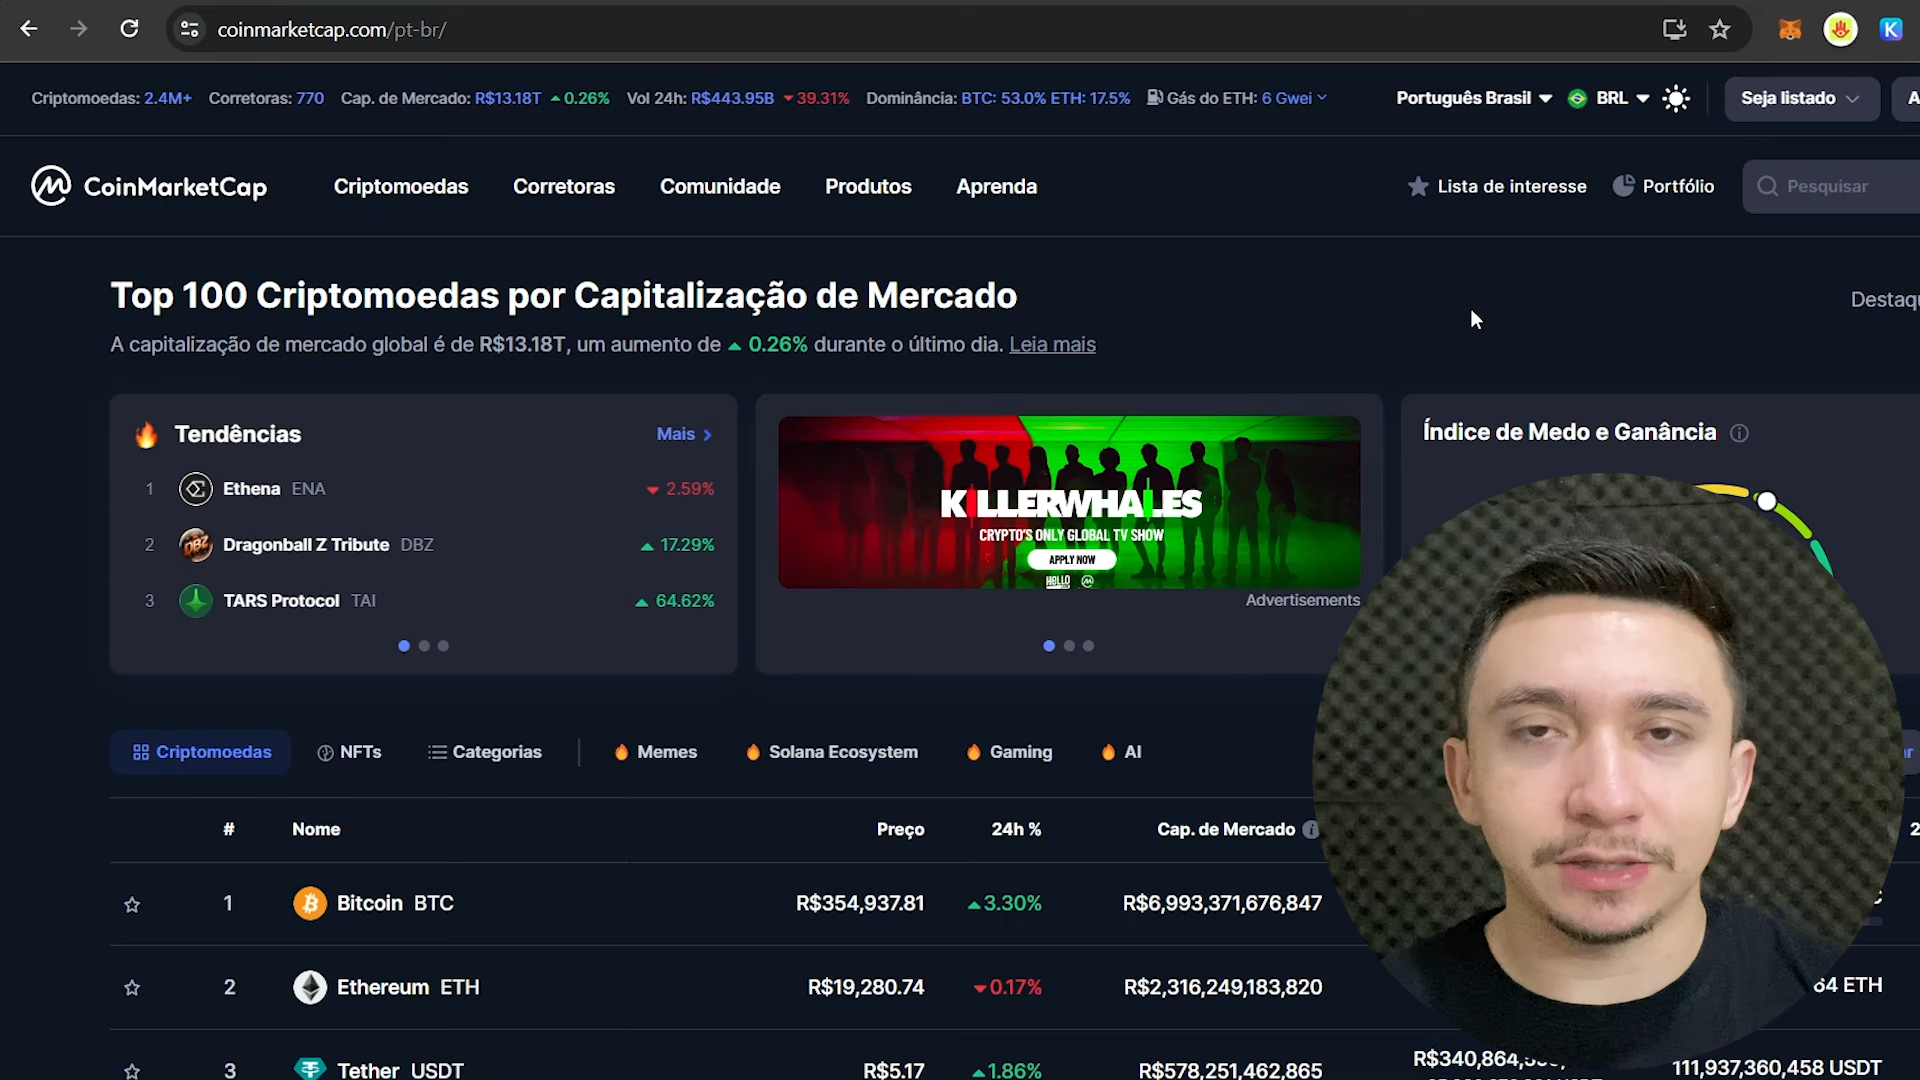 coinmarketcap.com/pt-br/
K
Criptomoedas: 2.4M+ Corretoras: 770 Cap. de Mercado: R$13.18T 0.26% Vol 24h: R$443.95B 39.31% Dominância: BTC: 53.0% ETH: 17.5% Gás do ETH: 6 Gwei
Português Brasil BRL Seja listado A
CoinMarketCap Criptomoedas Corretoras Comunidade Produtos Aprenda Lista de interesse Portfólio Pesquisar
Top 100 Criptomoedas por Capitalização de Mercado
Destaqu
A capitalização de mercado global é de R$13.18T, um aumento de 0.26% durante o último dia. Leia mais
Tendências Mais
1 Ethena ENA 2.59%
2 DBZ Dragonball Z Tribute DBZ 17.29%
3 TARS Protocol TAI 64.62%
KILLERWHALES
CRYPTO'S ONLY GLOBAL TV SHOW
APPLY NOW
HELLO
Advertisements
Índice de Medo e Ganância
Criptomoedas NFTs Categorias Memes Solana Ecosystem Gaming AI
# Nome Preço 24h % Cap. de Mercado
1 Bitcoin BTC R$354,937.81 3.30% R$6,993,371,676,847
2 Ethereum ETH R$19,280.74 0.17% R$2,316,249,183,820 64 ETH
3 Tether USDT R$5.17 1.86% R$578,251,462,865 111,937,360,458 USDT